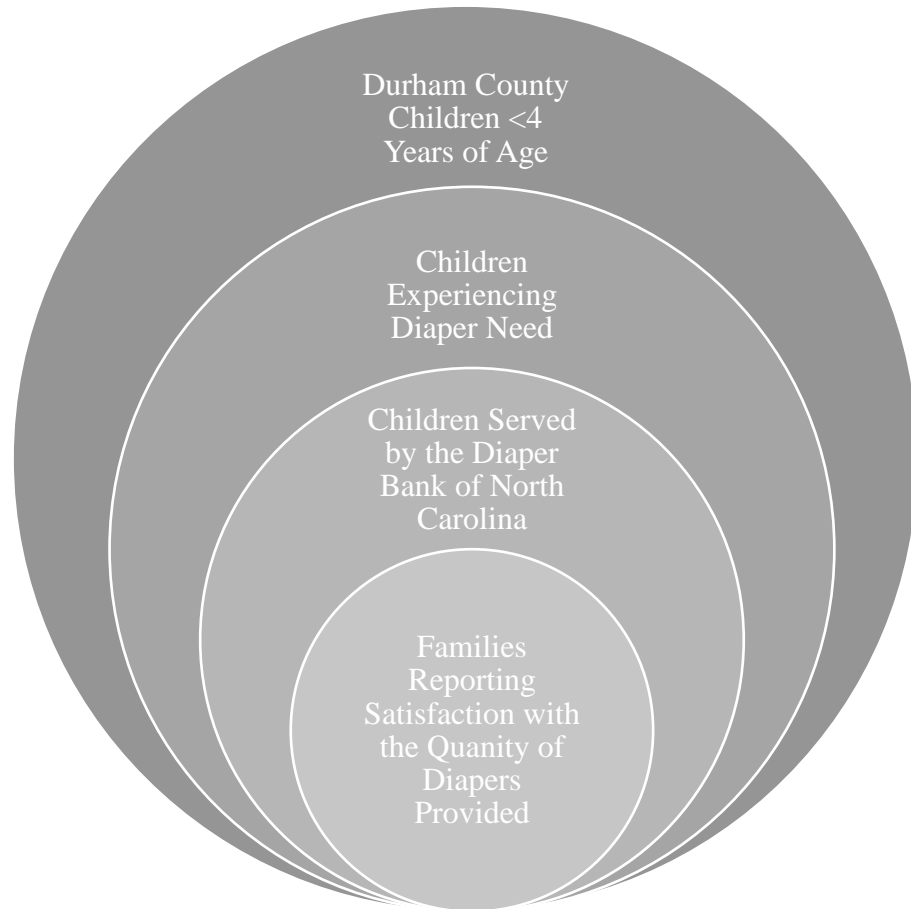 Durham County
Children <4
Years of Age
Children
Experiencing
Diaper Need
Children Served
by the Diaper
Bank of North
Carolina
Families
Reporting
Satisfaction with
the Quanity of
Diapers
Provided